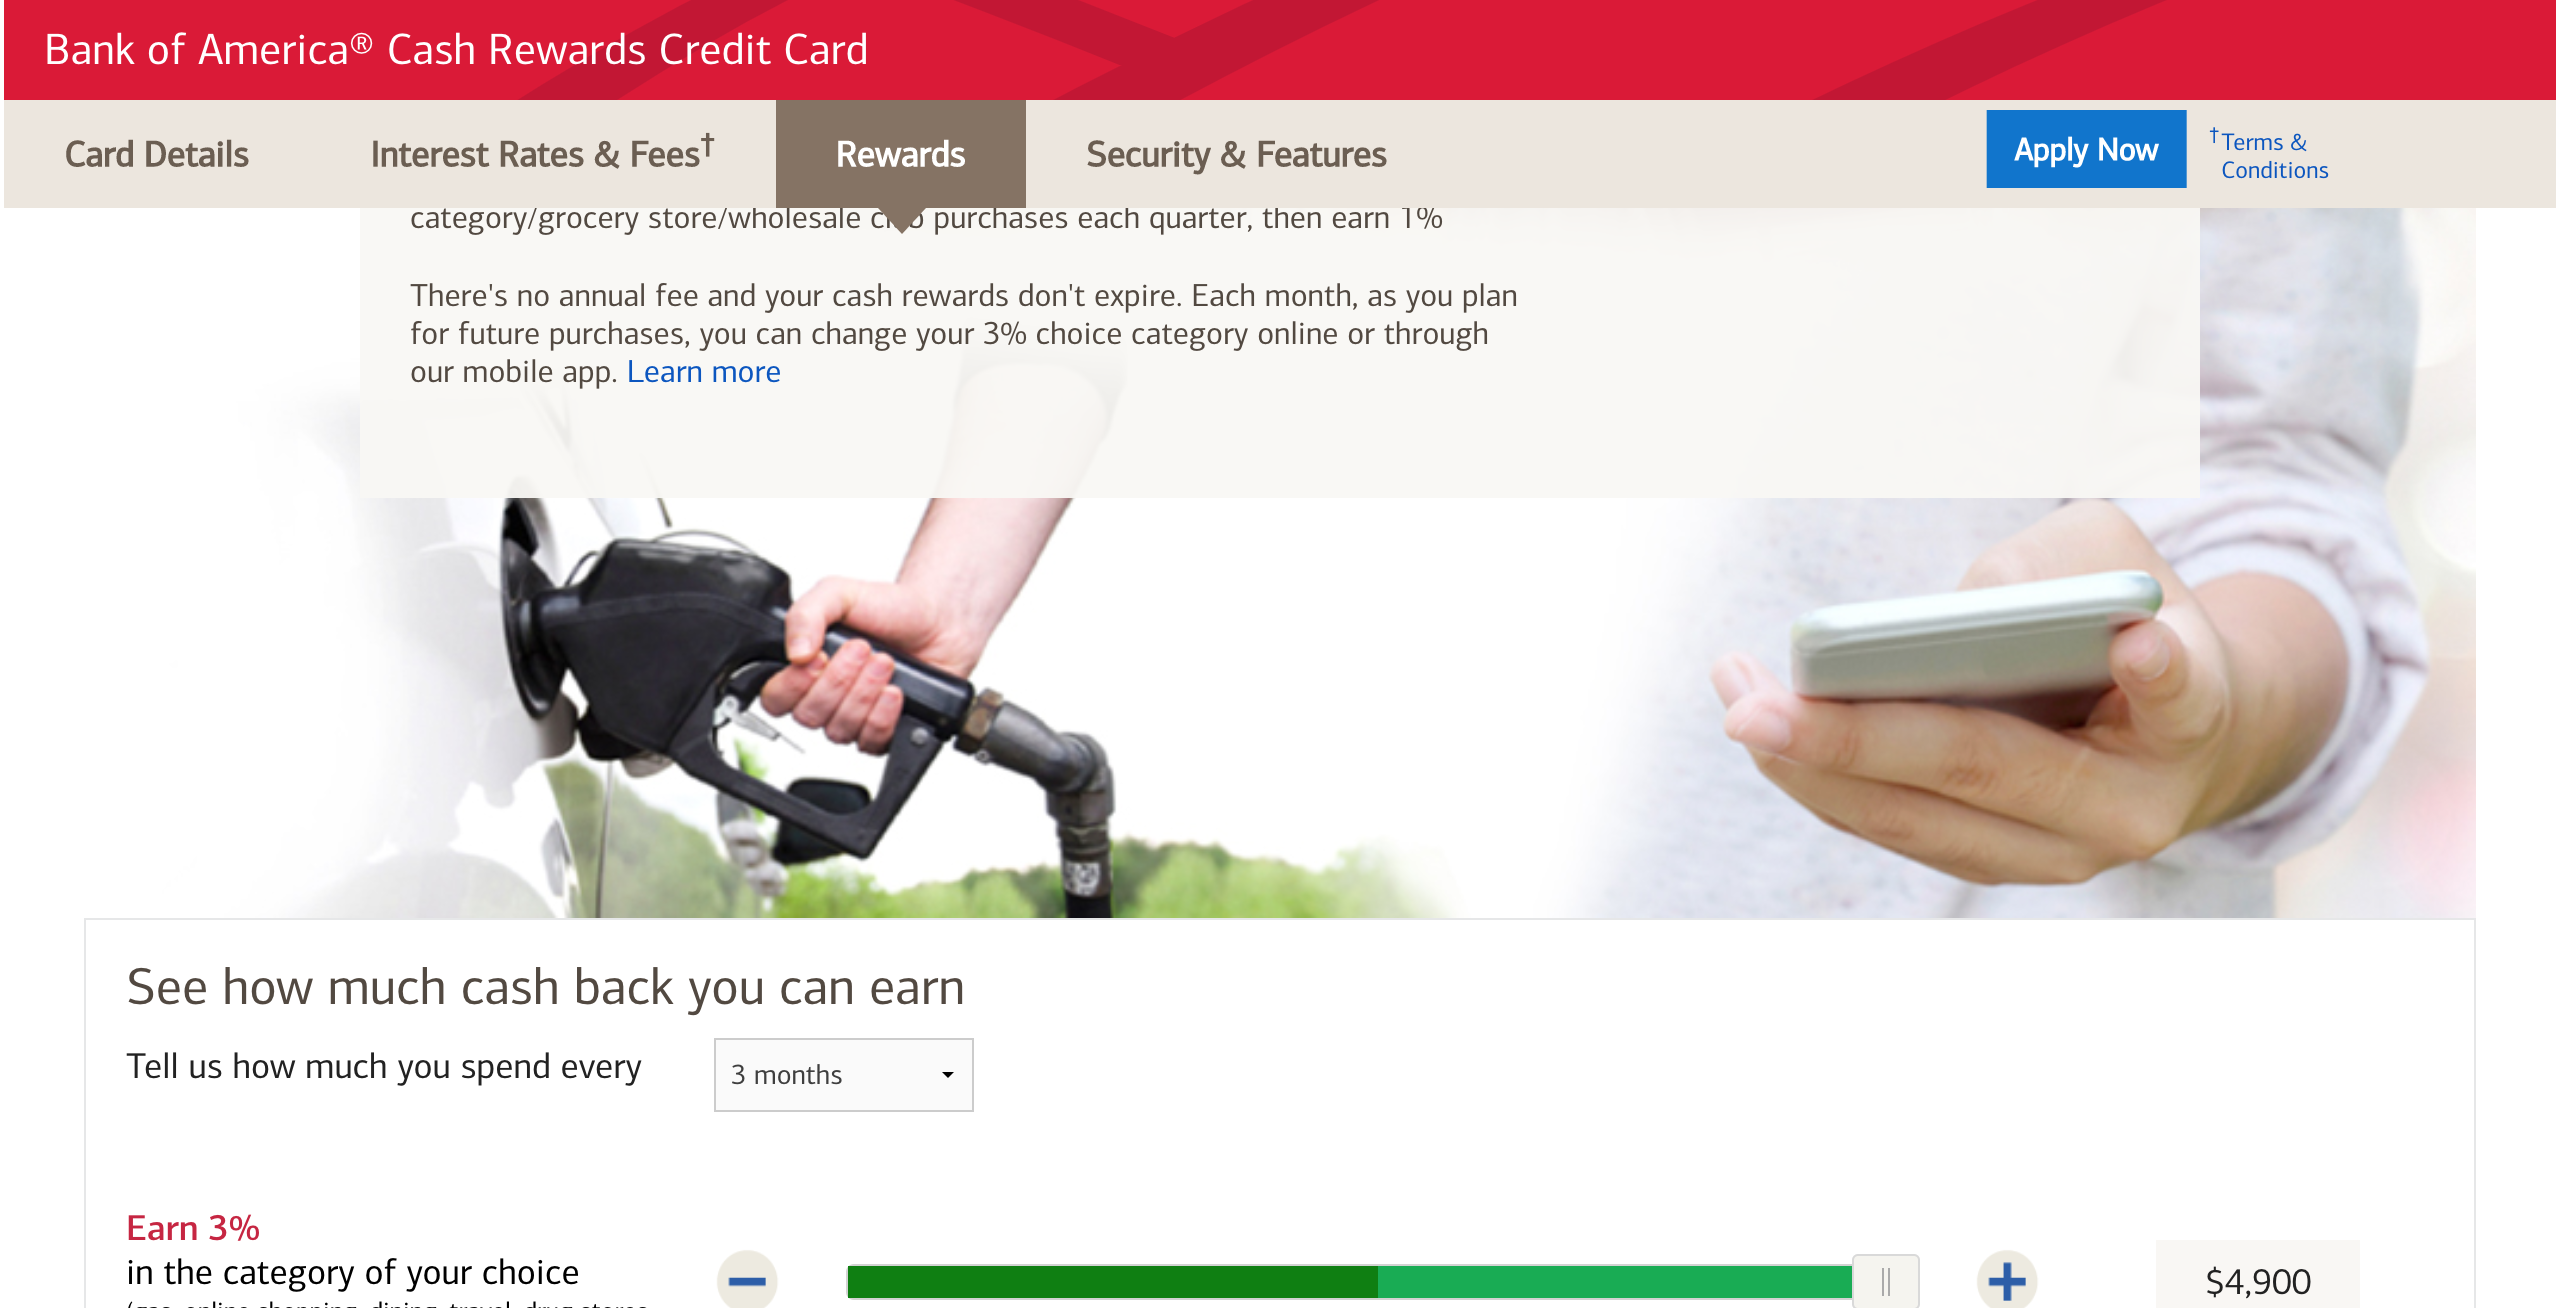 Bank of America® Cash Rewards Credit Card
Card Details
Interest Rates & Fees†
Rewards
Security & Features
Apply Now
†Terms &
Conditions
category/grocery store/wholesale purchases each quarter, then earn 1%
There's no annual fee and your cash rewards don't expire. Each month, as you plan
for future purchases, you can change your 3% choice category online or through
our mobile app. Learn more
See how much cash back you can earn
Tell us how much you spend every
3 months
Earn 3%
in the category of your choice
$4,900